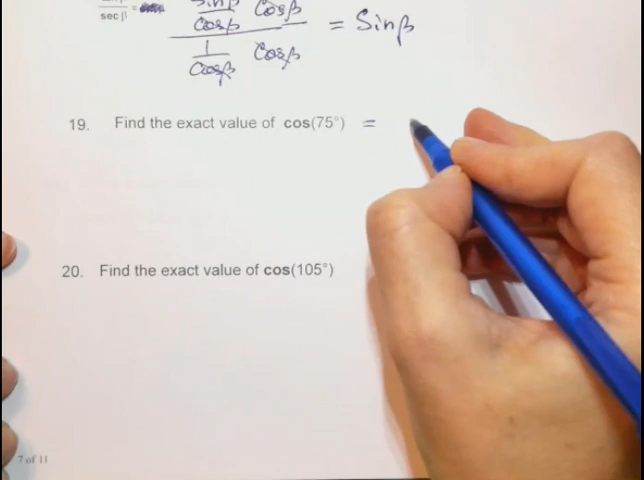 sec β =
Sinβ Cosβ
Cosβ
= Sinβ
1
Cosβ Cosβ
19. Find the exact value of cos(75°) =
20. Find the exact value of cos(105°)
7 of 11